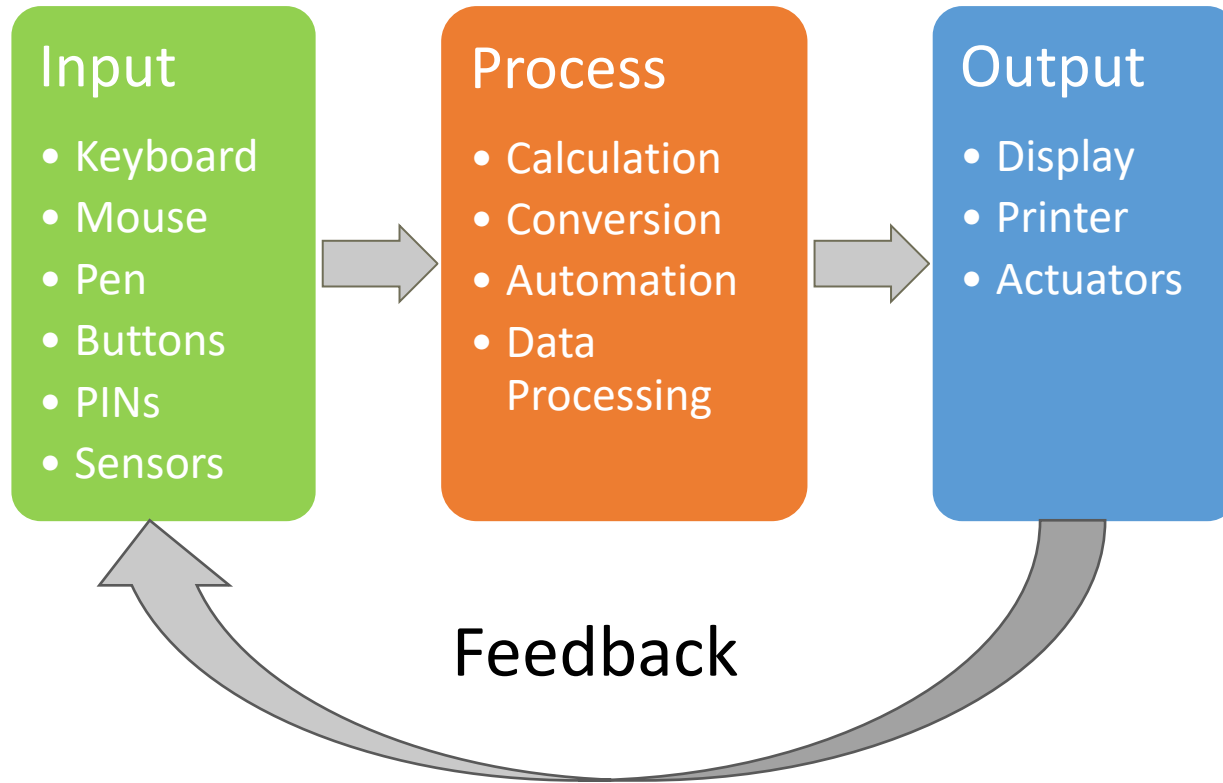 Input
• Keyboard
• Mouse
• Pen
• Buttons
• PINs
• Sensors
Process
• Calculation
• Conversion
• Automation
• Data
Processing
Output
• Display
• Printer
• Actuators
Feedback